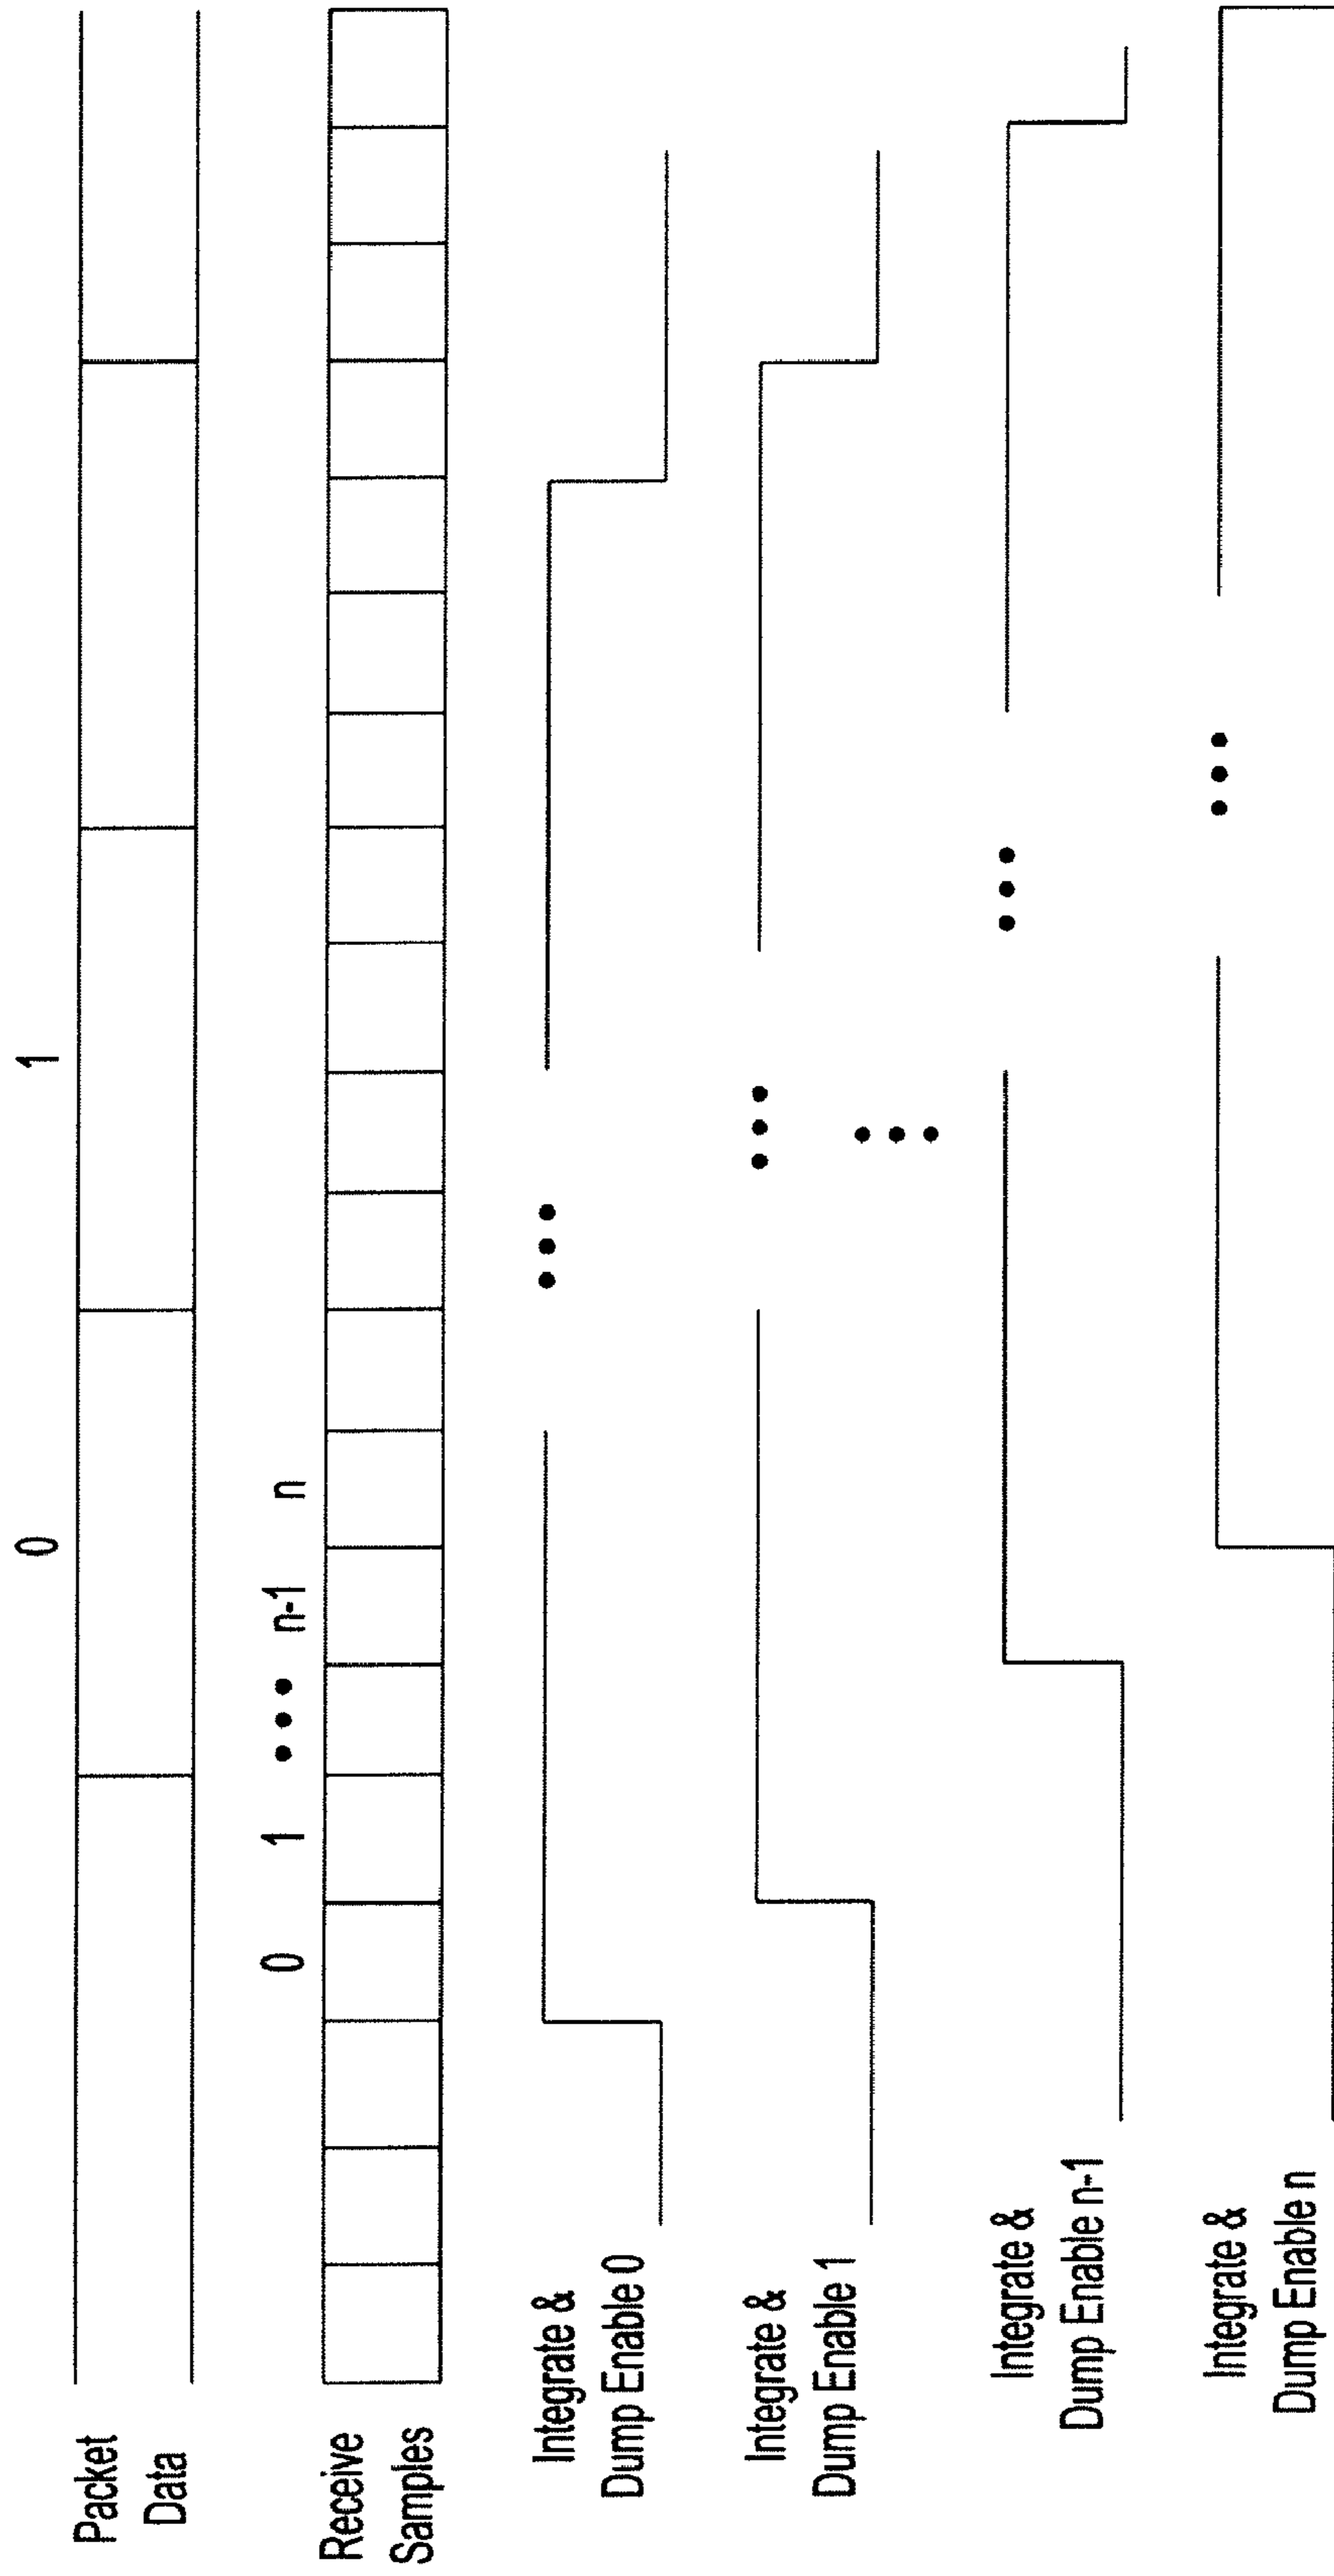 0 1
Packet
Data
0 1 ••• n-1 n
Receive
Samples
Integrate &
Dump Enable 0
Integrate &
Dump Enable 1
Integrate &
Dump Enable n-1
Integrate &
Dump Enable n